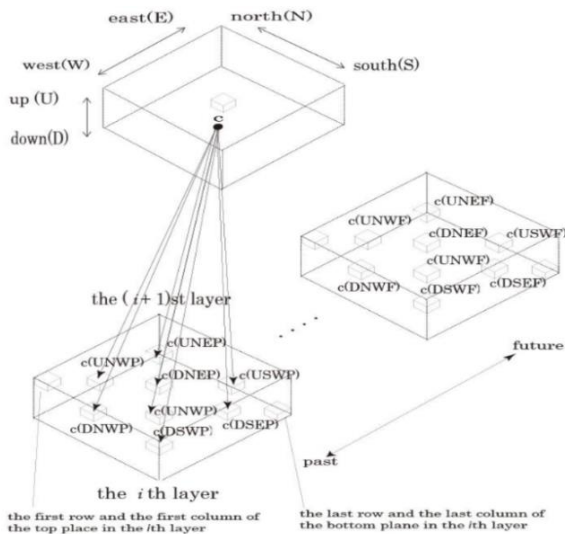 east(E)
north(N)
west(W)
south(S)
up (U)
down(D)
c
c(UNEF)
c(UNWF)
c(DNEF)
c(USWF)
c(UNWF)
c(DNWF)
c(DSWF)
c(DSEF)
the (i+1)st layer
future
c(UNEP)
c(UNWP)
c(DNEP)
c(USWP)
c(UNWP)
c(DNWP)
c(DSWP)
c(DSEP)
past
the i th layer
the first row and the first column of
the top place in the ith layer
the last row and the last column of
the bottom plane in the ith layer